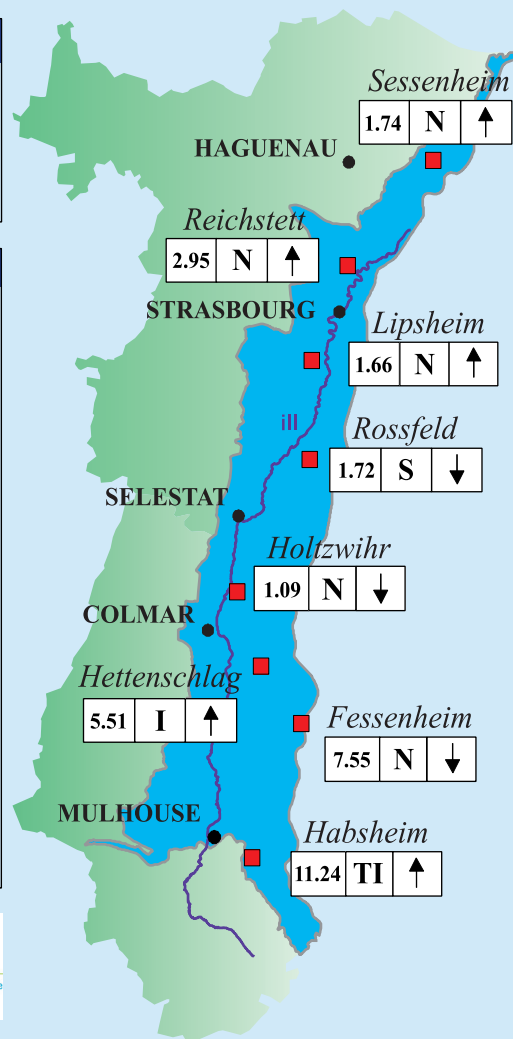 Sessenheim
1.74 N ↑
HAGUENAU
Reichstett
2.95 N ↑
STRASBOURG
Lipsheim
1.66 N ↑
ill
Rossfeld
1.72 S ↓
SELESTAT
Holtzwihr
1.09 N ↓
COLMAR
Hettenschlag
5.51 I ↑
Fessenheim
7.55 N ↓
MULHOUSE
Habsheim
11.24 TI ↑
e